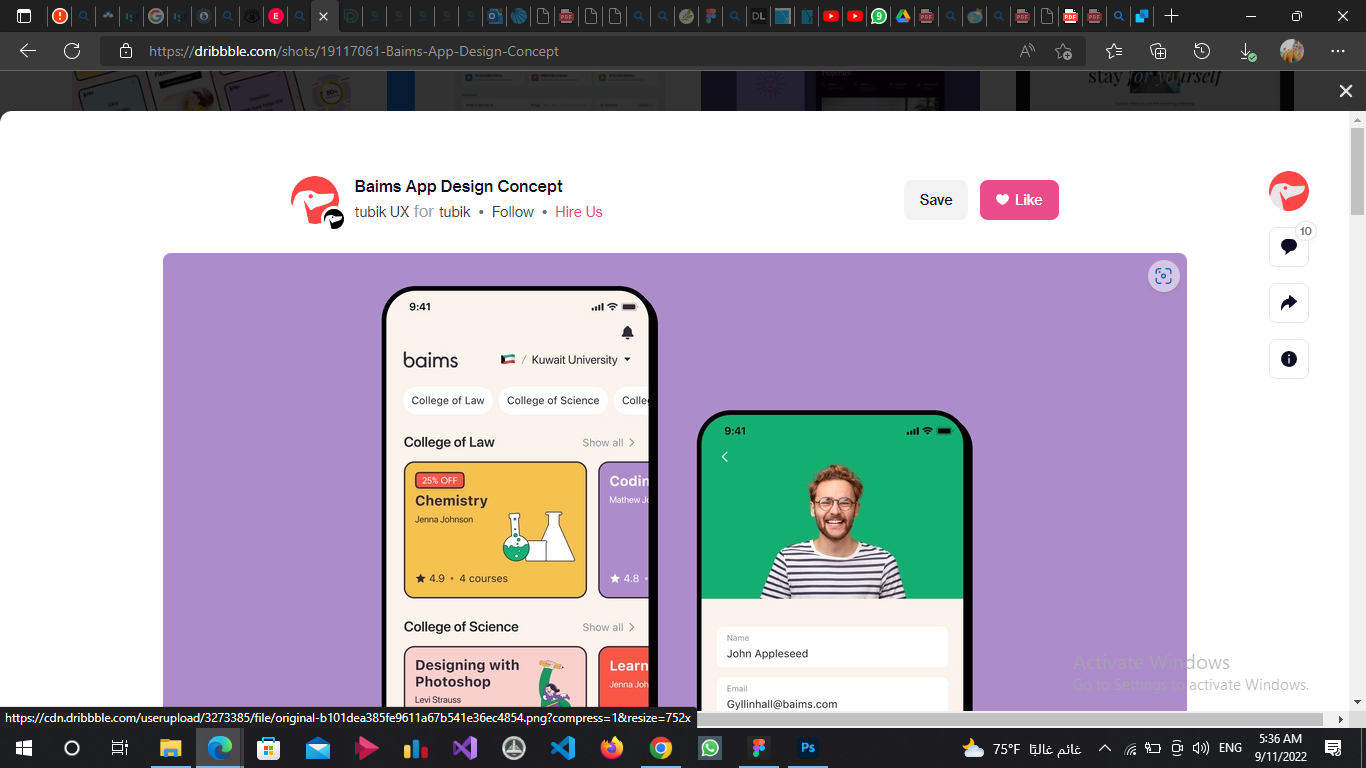 https://dribbble.com/shots/19117061-Baims-App-Design-Concept
stay for yourself
Baims App Design Concept
tubik UX for tubik • Follow • Hire Us
Save
Like
10
9:41
baims
/ Kuwait University
College of Law
College of Science
Colle
College of Law
Show all
25% OFF
Chemistry
Jenna Johnson
4.9 • 4 courses
Codin
Mathew Jo
4.8
College of Science
Show all
Designing with
Photoshop
Levi Strauss
Learn
Jenna Joh
9:41
Name
John Appleseed
Email
Gyllinhall@baims.com
Activate Windows
Go to Settings to activate Windows.
https://cdn.dribbble.com/userupload/3273385/file/original-b101dea385fe9611a67b541e36ec4854.png?compress=1&resize=752x
75°F غائم غالبًا
ENG
5:36 AM
9/11/2022